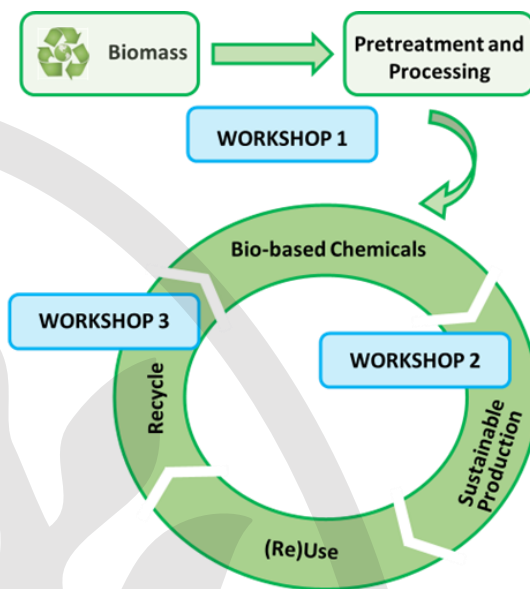 Biomass
Pretreatment and
Processing
WORKSHOP 1
Bio-based Chemicals
WORKSHOP 3
WORKSHOP 2
Recycle
Sustainable
Production
(Re)Use